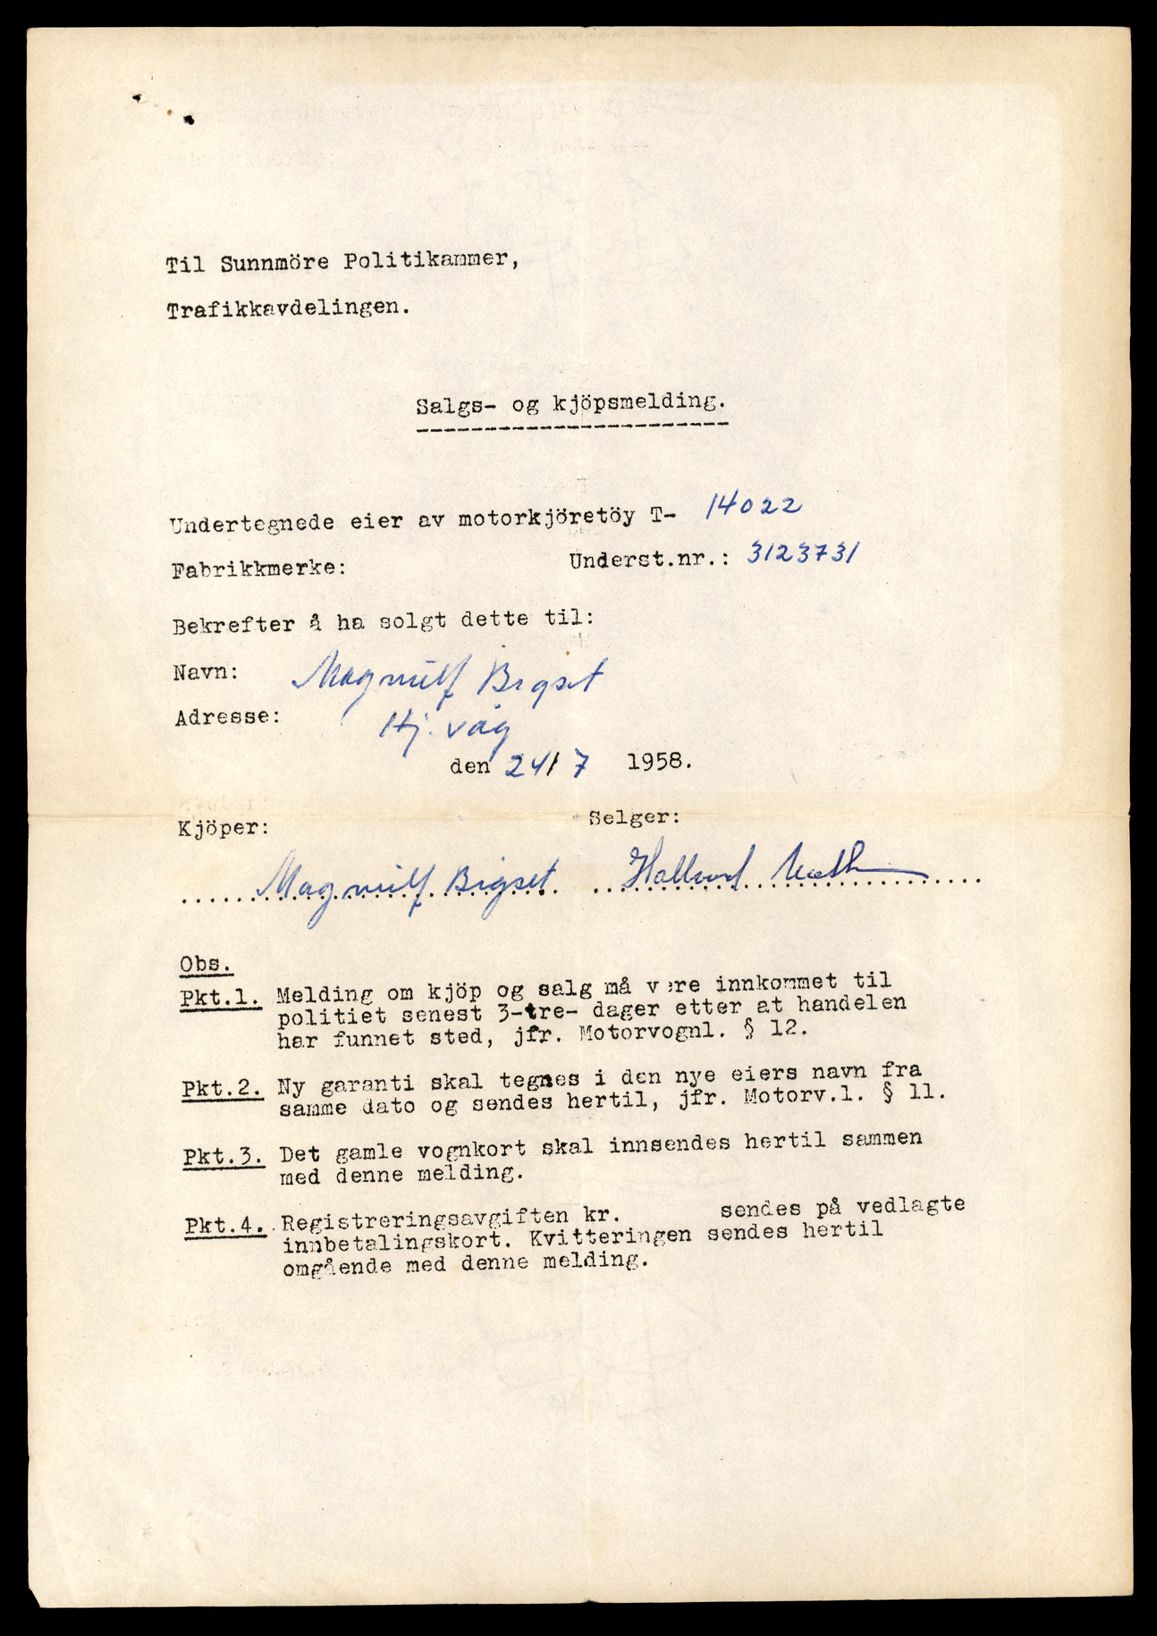 Til Sunnmöre Politikammer,
Trafikkavdelingen.
Salgs- og kjöpsmelding.
Undertegnede eier av motorkjöretöy T- 14022
Fabrikkmerke: Underst.nr.: 3123731
Bekrefter å ha solgt dette til:
Navn: Magnulf Bigset
Adresse: Hj.våg
den 24/7 1958.
Kjöper: Selger:
Magnulf Bigset Hallvard
Obs.
Pkt.1. Melding om kjöp og salg må være innkommet til
politiet senest 3-tre- dager etter at handelen
har funnet sted, jfr. Motorvognl. § 12.
Pkt.2. Ny garanti skal tegnes i den nye eiers navn fra
samme dato og sendes hertil, jfr. Motorv.l. § 11.
Pkt.3. Det gamle vognkort skal innsendes hertil sammen
med denne melding.
Pkt.4. Registreringsavgiften kr. sendes på vedlagte
innbetalingskort. Kvitteringen sendes hertil
omgående med denne melding.